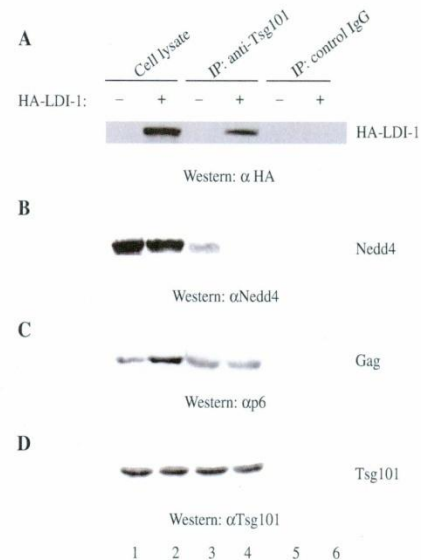 A
Cell lysate
IP: anti-Tsg101
IP: control IgG
HA-LDI-1: – + – + – +
HA-LDI-1
Western: α HA
B
Nedd4
Western: αNedd4
C
Gag
Western: αp6
D
Tsg101
Western: αTsg101
1 2 3 4 5 6